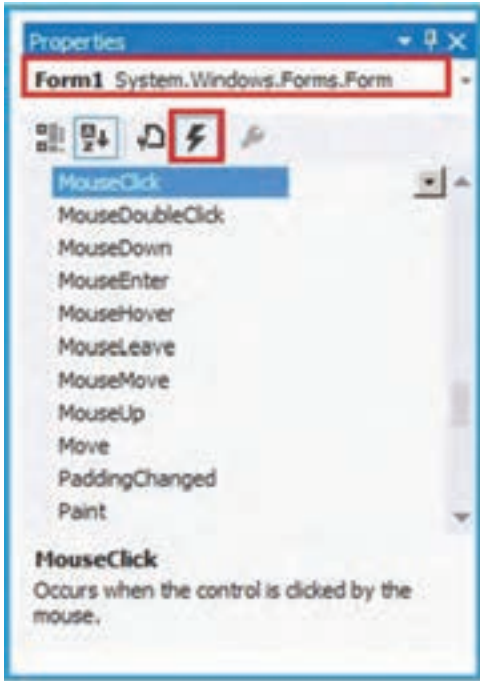 Properties
Form1 System.Windows.Forms.Form
MouseClick
MouseDoubleClick
MouseDown
MouseEnter
MouseHover
MouseLeave
MouseMove
MouseUp
Move
PaddingChanged
Paint
MouseClick
Occurs when the control is clicked by the
mouse.